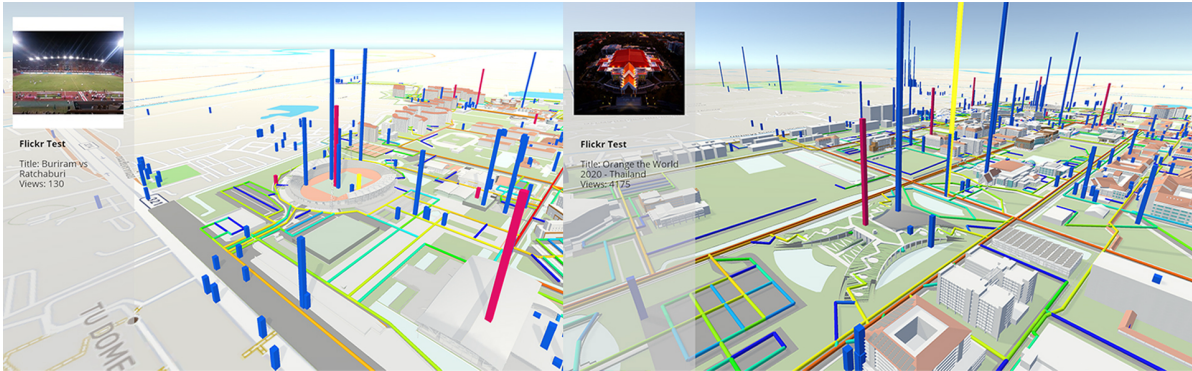 Flickr Test
Title: Buriram vs
Ratchaburi
Views: 130
TU DOME
Flickr Test
Title: Orange the World
2020 - Thailand
Views: 4175